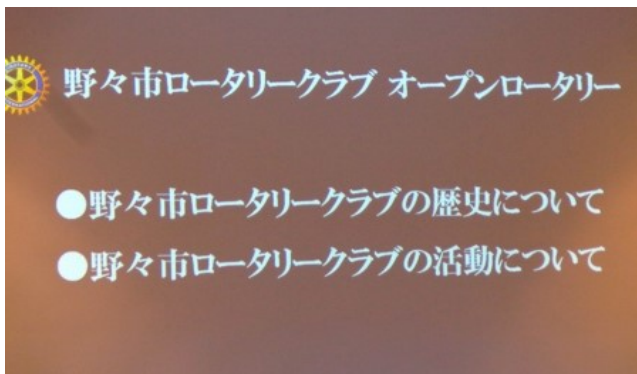 野々市ロータリークラブ オープンロータリー
●野々市ロータリークラブの歴史について
●野々市ロータリークラブの活動について